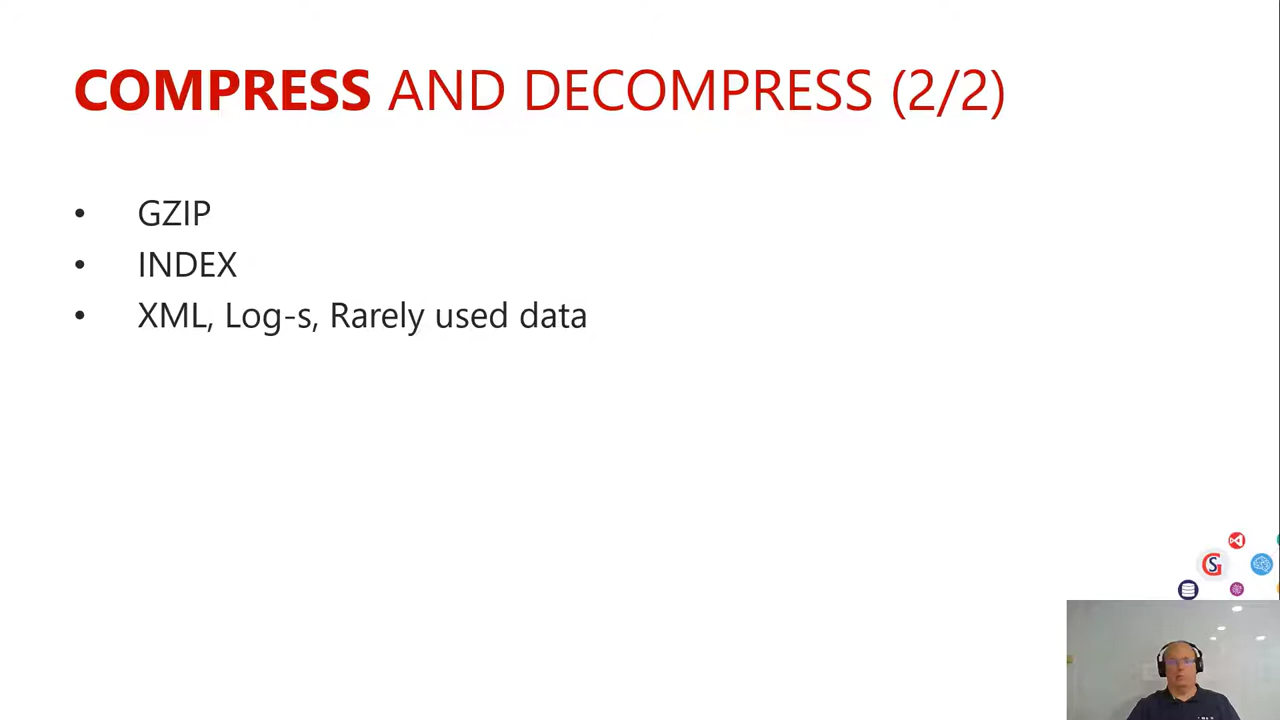 COMPRESS AND DECOMPRESS (2/2)
• GZIP
• INDEX
• XML, Log-s, Rarely used data